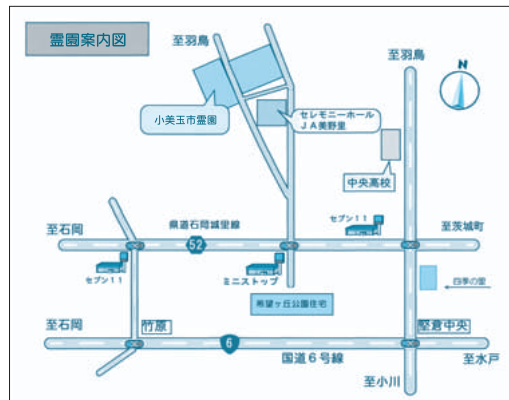 霊園案内図
至羽鳥
至羽鳥
N
小美玉市霊園
セレモニーホール
JA美野里
中央高校
県道石岡城里線
セブン11
至石岡
52
至茨城町
セブン11
ミニストップ
四季の里
希望ヶ丘公園住宅
至石岡
竹原
堅倉中央
6
国道6号線
至水戸
至小川